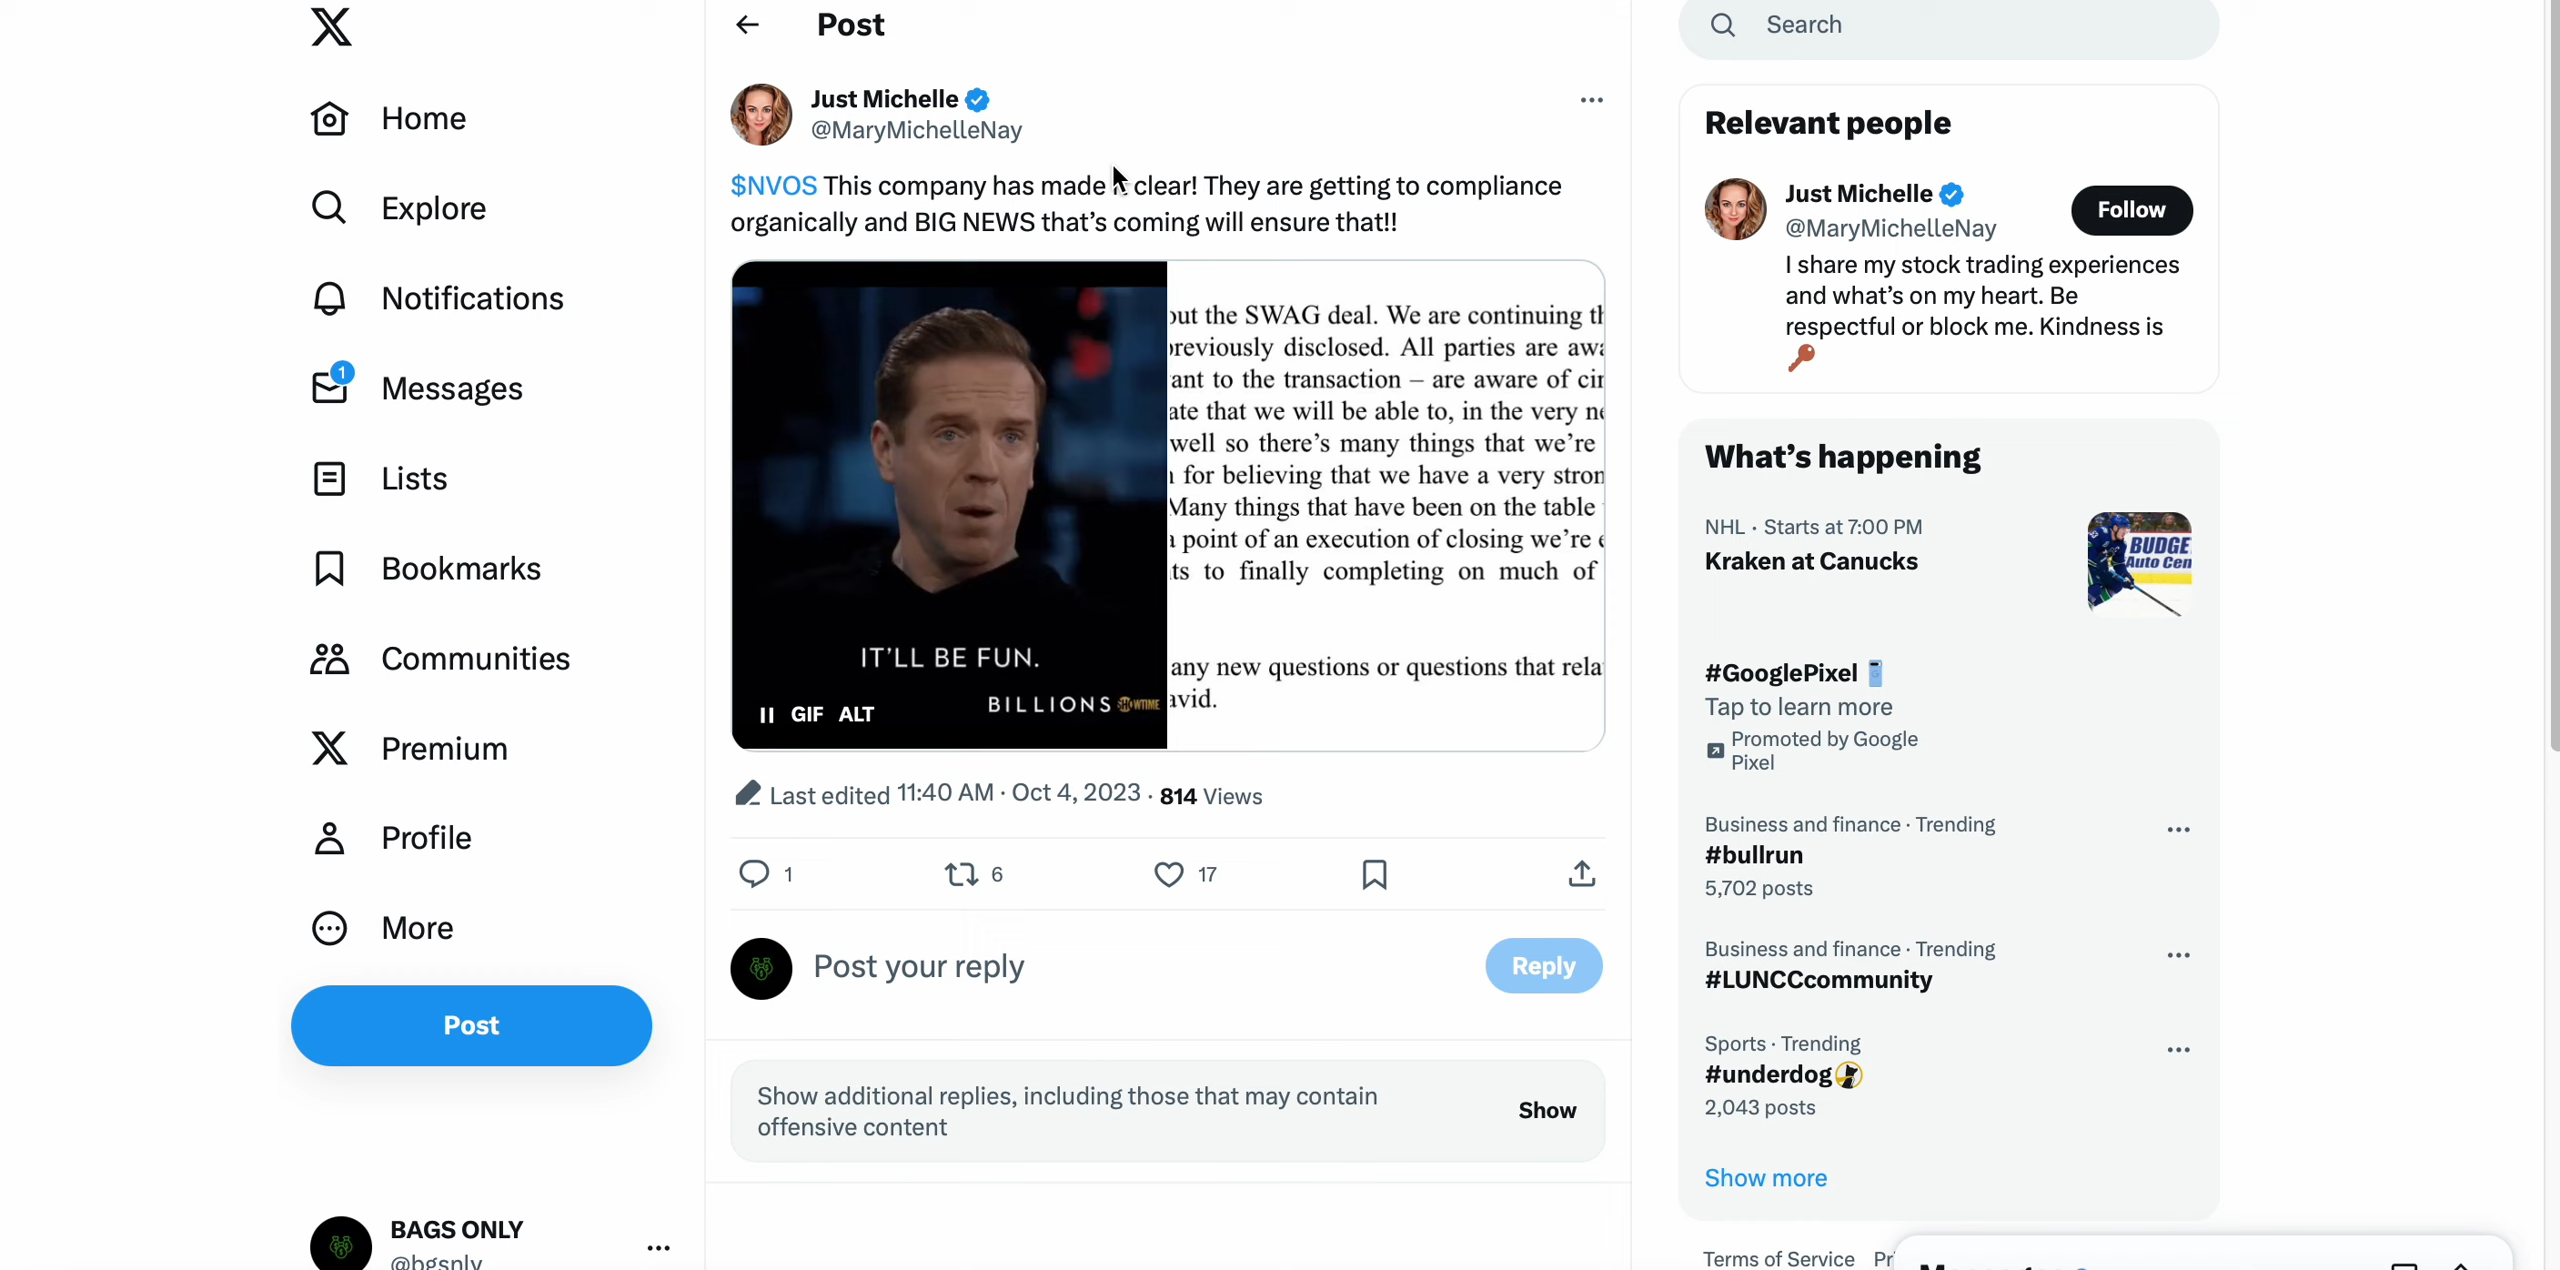 Home
Explore
Notifications
1
Messages
Lists
Bookmarks
Communities
Premium
Profile
More
Post
BAGS ONLY
@bgsnly
Post
Just Michelle
@MaryMichelleNay
$NVOS This company has made it clear! They are getting to compliance
organically and BIG NEWS that's coming will ensure that!!
IT'LL BE FUN.
GIF ALT
BILLIONS SHOWTIME
out the SWAG deal. We are continuing
previously disclosed. All parties are
to the transaction – are aware of
that we will be able to, in the very
well so there's many things that we're
for believing that we have a very
Many things that have been on the table
point of an execution of closing we're
to finally completing on much of
any new questions or questions that
Last edited 11:40 AM · Oct 4, 2023 · 814 Views
1 6 17
Post your reply
Reply
Show additional replies, including those that may contain
offensive content
Show
Search
Relevant people
Just Michelle
@MaryMichelleNay
Follow
I share my stock trading experiences
and what's on my heart. Be
respectful or block me. Kindness is
What's happening
NHL · Starts at 7:00 PM
Kraken at Canucks
BUDGE
Auto Cen
#GooglePixel
Tap to learn more
Promoted by Google
Pixel
Business and finance · Trending
#bullrun
5,702 posts
Business and finance · Trending
#LUNCCcommunity
Sports · Trending
#underdog
2,043 posts
Show more
Terms of Service